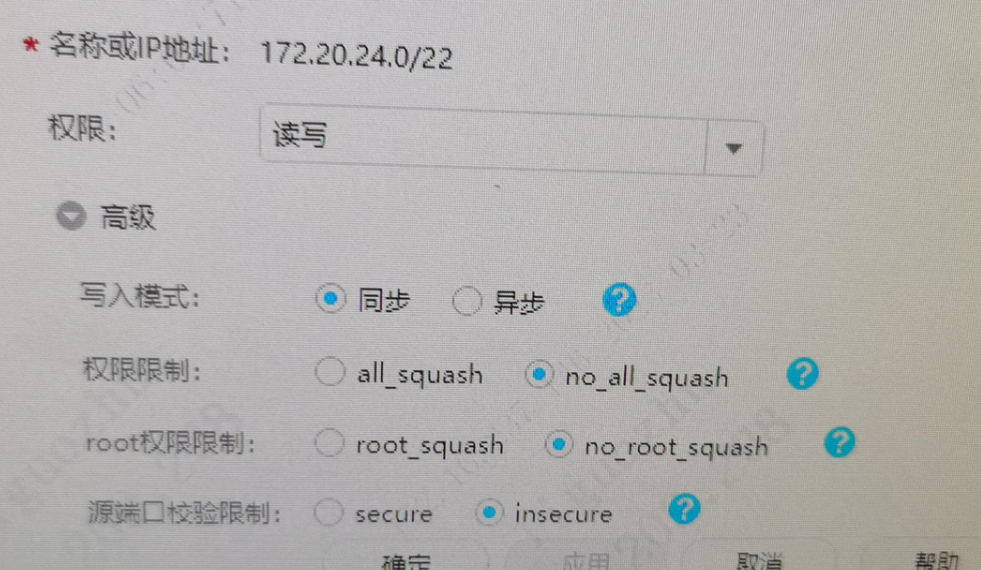 * 名称或IP地址: 172.20.24.0/22
权限: 读写
高级
写入模式: 同步 异步 ?
权限限制: all_squash no_all_squash ?
root权限限制: root_squash no_root_squash ?
源端口校验限制: secure insecure ?
确定 应用 取消 帮助